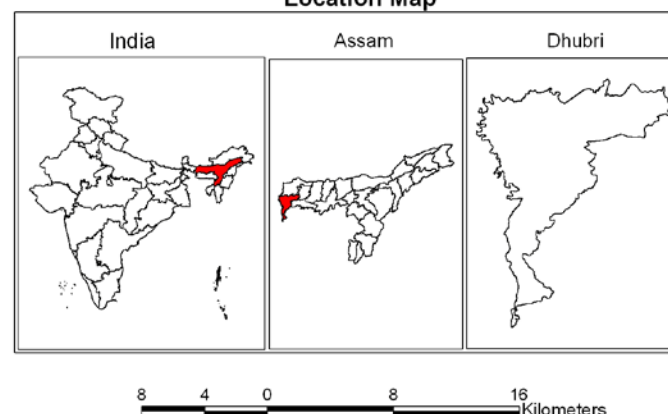 Location Map
India
Assam
Dhubri
8 4 0 8 16
Kilometers